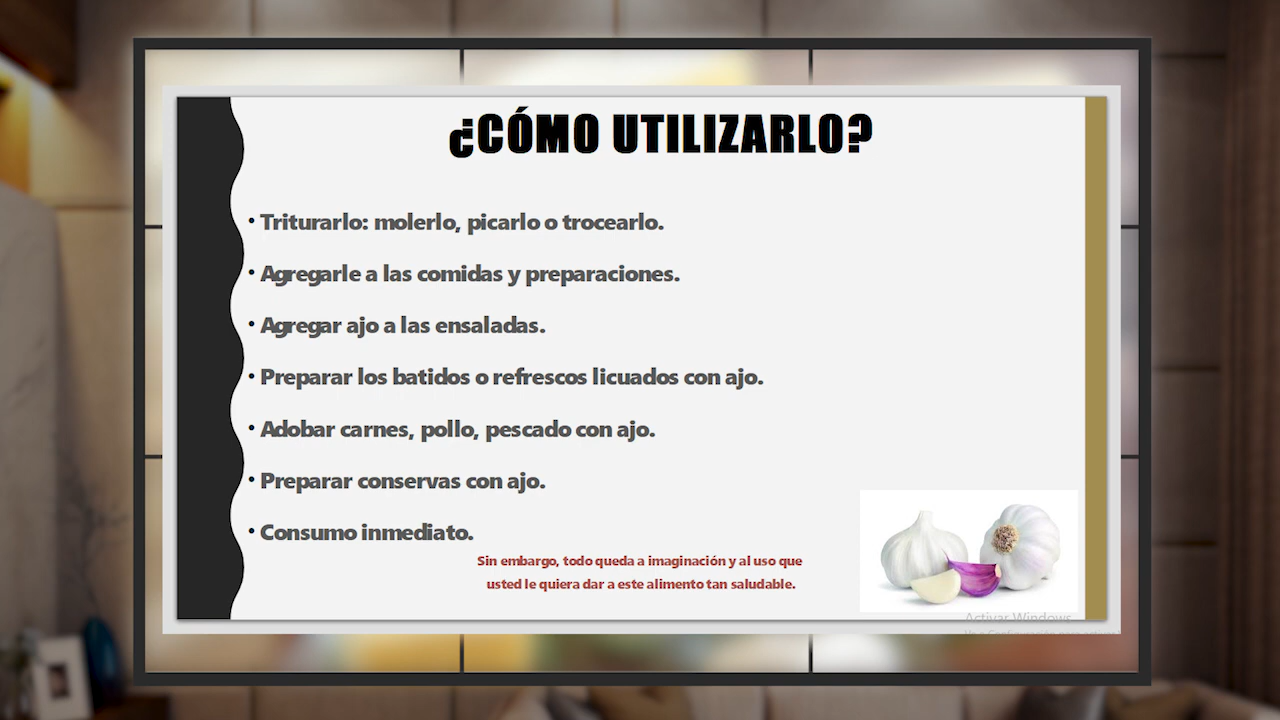 ¿CÓMO UTILIZARLO?
• Triturarlo: molerlo, picarlo o trocearlo.
• Agregarle a las comidas y preparaciones.
• Agregar ajo a las ensaladas.
• Preparar los batidos o refrescos licuados con ajo.
• Adobar carnes, pollo, pescado con ajo.
• Preparar conservas con ajo.
• Consumo inmediato.
Sin embargo, todo queda a imaginación y al uso que
usted le quiera dar a este alimento tan saludable.
Activar Windows